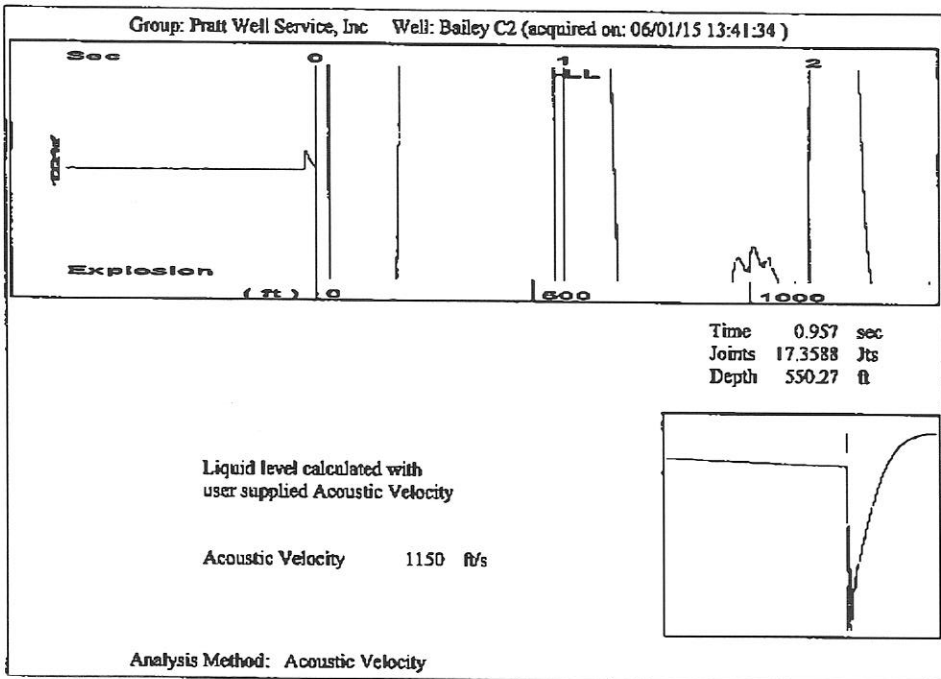 Group: Pratt Well Service, Inc Well: Bailey C2 (acquired on: 06/01/15 13:41:34 )
Sec 0 1 2
LL
Explosion
( ft ) 0 500 1000
Time 0.957 sec
Joints 17.3588 Jts
Depth 550.27 ft
Liquid level calculated with
user supplied Acoustic Velocity
Acoustic Velocity 1150 ft/s
Analysis Method: Acoustic Velocity